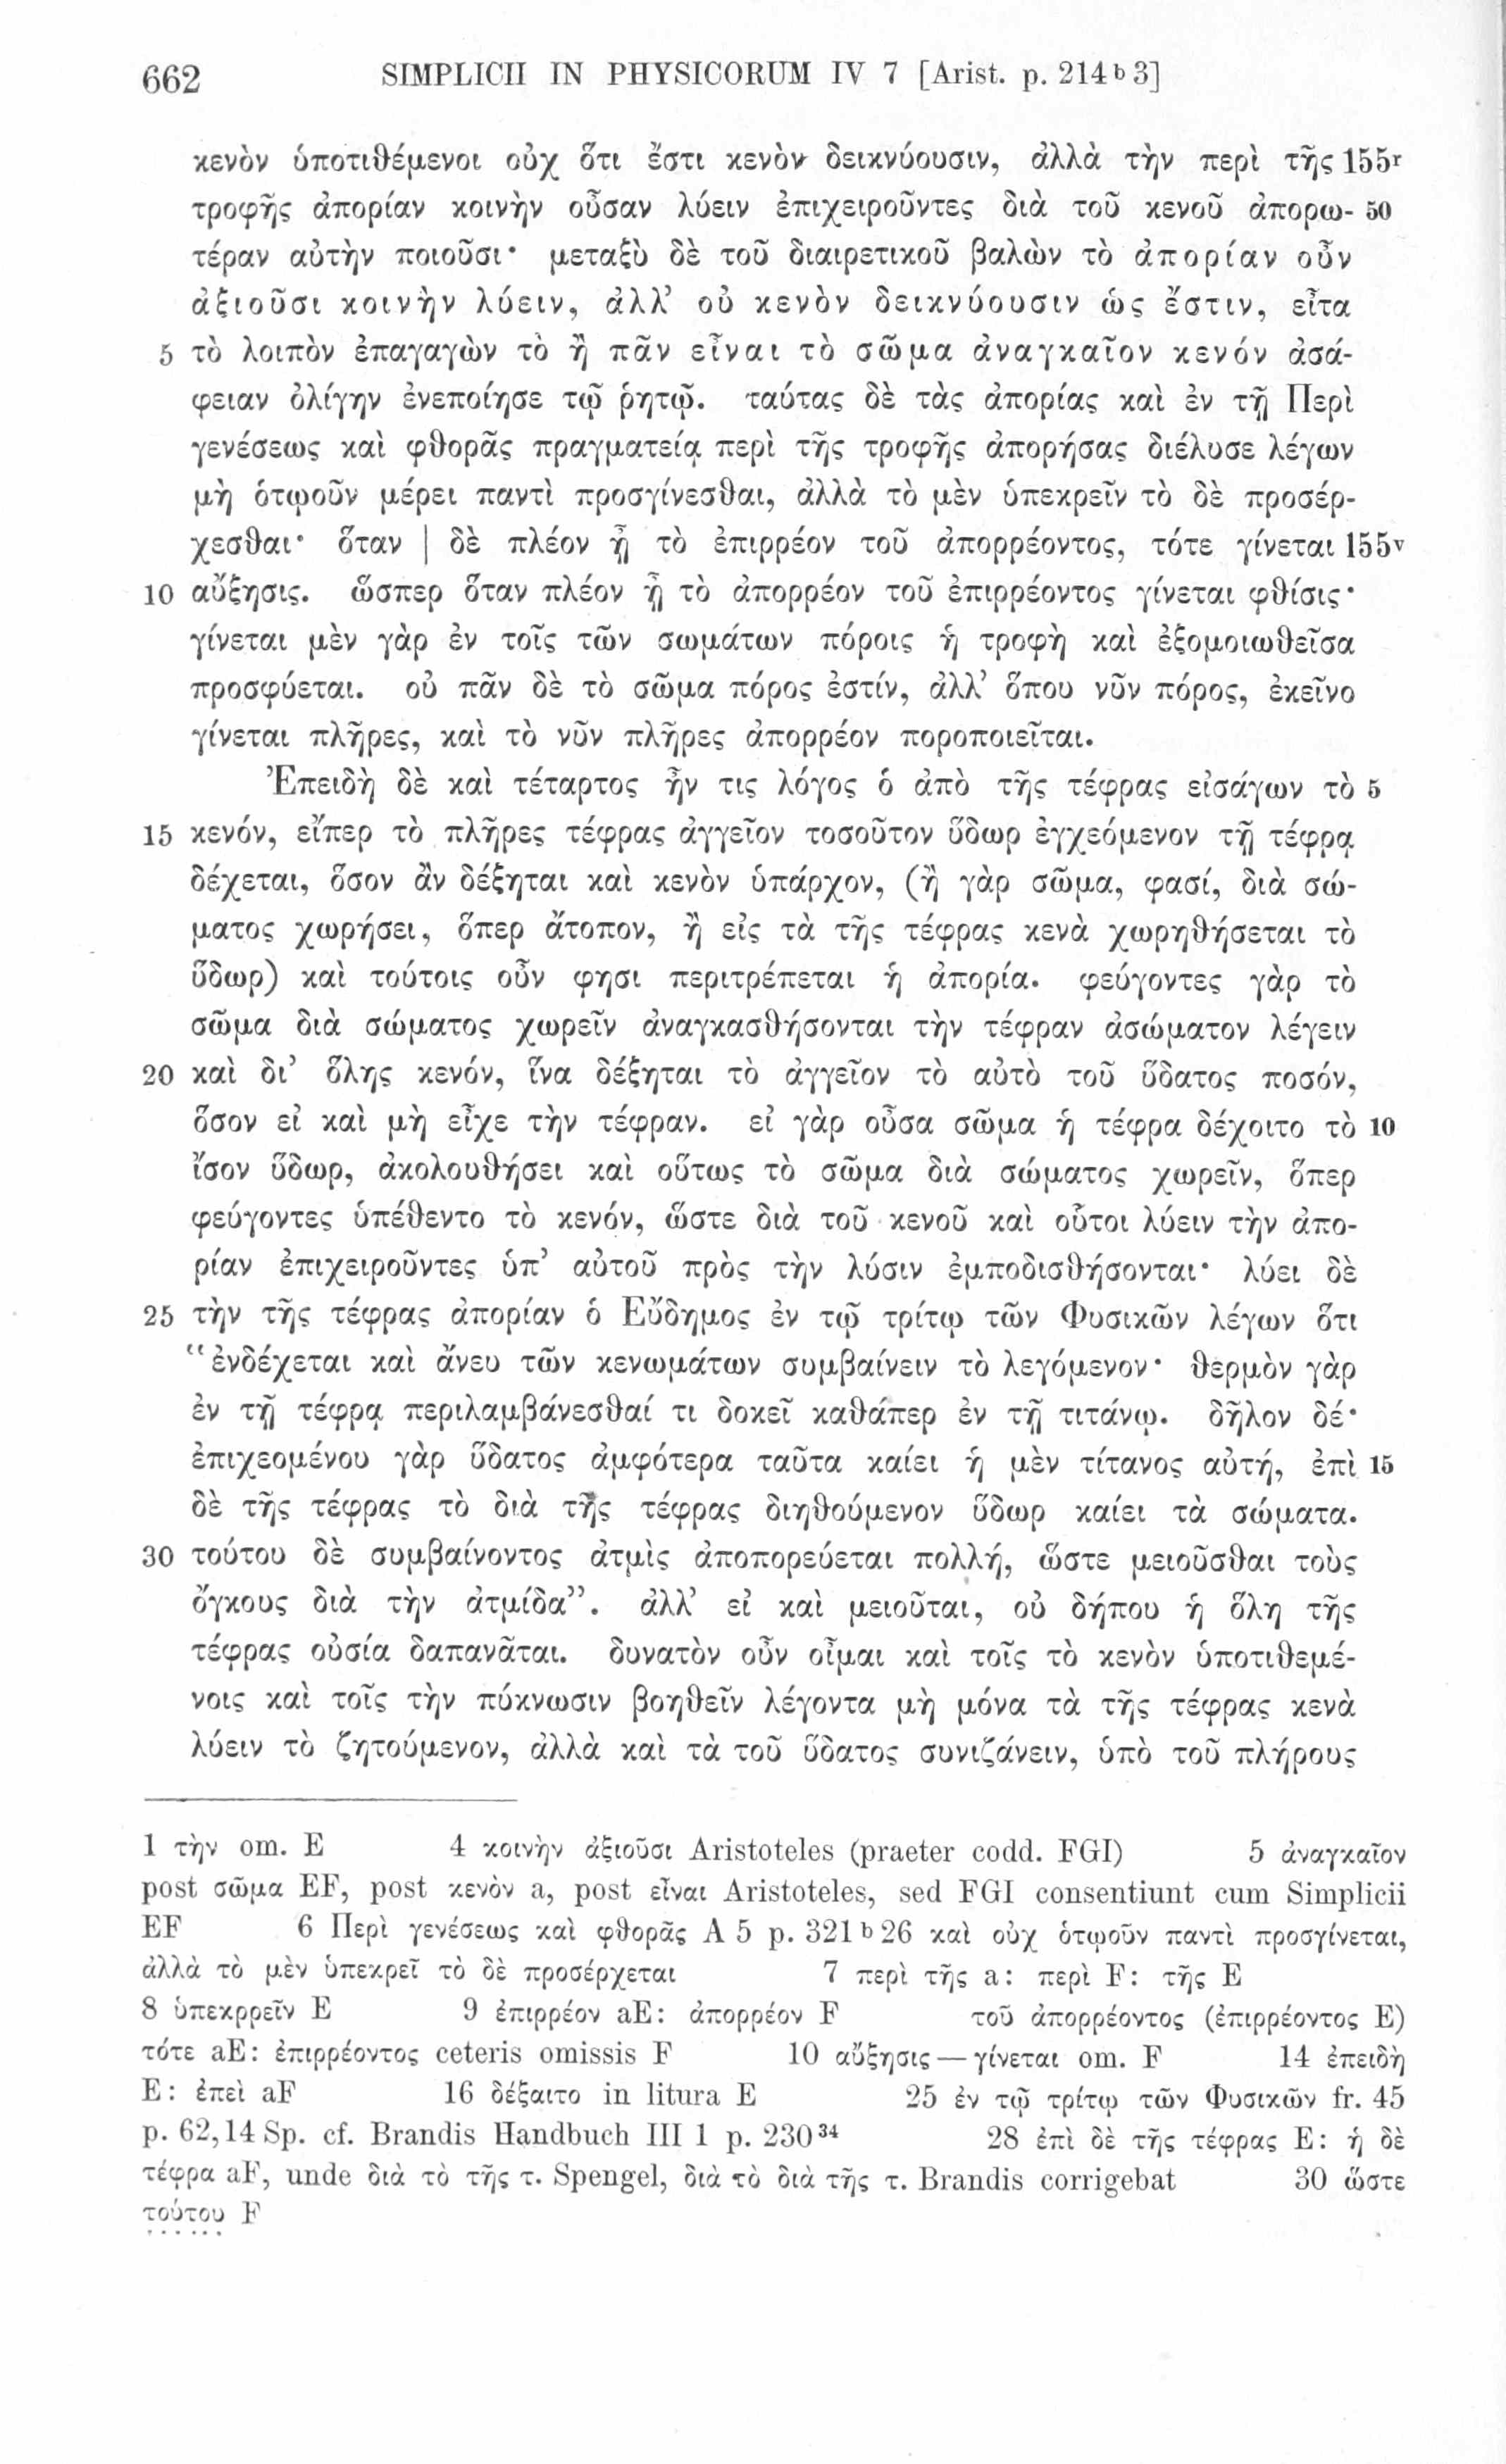 662 SIMPLICII IN PHYSICORUM IV 7 [Arist. p. 214 b 3]
κενὸν ὑποτιθέμενοι οὐχ ὅτι ἔστι κενὸν δεικνύουσιν, ἀλλὰ τὴν περὶ τῆς 155r
τροφῆς ἀπορίαν κοινὴν οὖσαν λύειν ἐπιχειροῦντες διὰ τοῦ κενοῦ ἀπορω- 50
τέραν αὐτὴν ποιοῦσι· μεταξὺ δὲ τοῦ διαιρετικοῦ βαλὼν τὸ ἀπορίαν οὖν
ἀξιοῦσι κοινὴν λύειν, ἀλλ’ οὐ κενὸν δεικνύουσιν ὡς ἔστιν, εἶτα
5 τὸ λοιπὸν ἐπαγαγὼν τὸ ἢ πᾶν εἶναι τὸ σῶμα ἀναγκαῖον κενόν ἀσά-
φειαν ὀλίγην ἐνεποίησε τῷ ῥητῷ. ταύτας δὲ τὰς ἀπορίας καὶ ἐν τῇ Περὶ
γενέσεως καὶ φθορᾶς πραγματείᾳ περὶ τῆς τροφῆς ἀπορήσας διέλυσε λέγων
μὴ ὁτῳοῦν μέρει παντὶ προσγίνεσθαι, ἀλλὰ τὸ μὲν ὑπεκρεῖν τὸ δὲ προσέρ-
χεσθαι· ὅταν | δὲ πλέον ᾖ τὸ ἐπιρρέον τοῦ ἀπορρέοντος, τότε γίνεται 155v
10 αὔξησις. ὥσπερ ὅταν πλέον ᾖ τὸ ἀπορρέον τοῦ ἐπιρρέοντος γίνεται φθίσις·
γίνεται μὲν γὰρ ἐν τοῖς τῶν σωμάτων πόροις ἡ τροφὴ καὶ ἐξομοιωθεῖσα
προσφύεται. οὐ πᾶν δὲ τὸ σῶμα πόρος ἐστίν, ἀλλ’ ὅπου νῦν πόρος, ἐκεῖνο
γίνεται πλῆρες, καὶ τὸ νῦν πλῆρες ἀπορρέον ποροποιεῖται.
Ἐπειδὴ δὲ καὶ τέταρτος ἦν τις λόγος ὁ ἀπὸ τῆς τέφρας εἰσάγων τὸ 5
15 κενόν, εἴπερ τὸ πλῆρες τέφρας ἀγγεῖον τοσοῦτον ὕδωρ ἐγχεόμενον τῇ τέφρᾳ
δέχεται, ὅσον ἂν δέξηται καὶ κενὸν ὑπάρχον, (ἢ γὰρ σῶμα, φασί, διὰ σώ-
ματος χωρήσει, ὅπερ ἄτοπον, ἢ εἰς τὰ τῆς τέφρας κενὰ χωρηθήσεται τὸ
ὕδωρ) καὶ τούτοις οὖν φησι περιτρέπεται ἡ ἀπορία. φεύγοντες γὰρ τὸ
σῶμα διὰ σώματος χωρεῖν ἀναγκασθήσονται τὴν τέφραν ἀσώματον λέγειν
20 καὶ δι’ ὅλης κενόν, ἵνα δέξηται τὸ ἀγγεῖον τὸ αὐτὸ τοῦ ὕδατος ποσόν,
ὅσον εἰ καὶ μὴ εἶχε τὴν τέφραν. εἰ γὰρ οὖσα σῶμα ἡ τέφρα δέχοιτο τὸ 10
ἴσον ὕδωρ, ἀκολουθήσει καὶ οὕτως τὸ σῶμα διὰ σώματος χωρεῖν, ὅπερ
φεύγοντες ὑπέθεντο τὸ κενόν, ὥστε διὰ τοῦ κενοῦ καὶ οὗτοι λύειν τὴν ἀπο-
ρίαν ἐπιχειροῦντες ὑπ’ αὐτοῦ πρὸς τὴν λύσιν ἐμποδισθήσονται· λύει δὲ
25 τὴν τῆς τέφρας ἀπορίαν ὁ Εὔδημος ἐν τῷ τρίτῳ τῶν Φυσικῶν λέγων ὅτι
“ἐνδέχεται καὶ ἄνευ τῶν κενωμάτων συμβαίνειν τὸ λεγόμενον· θερμὸν γὰρ
ἐν τῇ τέφρᾳ περιλαμβάνεσθαί τι δοκεῖ καθάπερ ἐν τῇ τιτάνῳ. δῆλον δέ·
ἐπιχεομένου γὰρ ὕδατος ἀμφότερα ταῦτα καίει ἡ μὲν τίτανος αὐτή, ἐπὶ 15
δὲ τῆς τέφρας τὸ διὰ τῆς τέφρας διηθούμενον ὕδωρ καίει τὰ σώματα.
30 τούτου δὲ συμβαίνοντος ἀτμὶς ἀποπορεύεται πολλή, ὥστε μειοῦσθαι τοὺς
ὄγκους διὰ τὴν ἀτμίδα”. ἀλλ’ εἰ καὶ μειοῦται, οὐ δήπου ἡ ὅλη τῆς
τέφρας οὐσία δαπανᾶται. δυνατὸν οὖν οἶμαι καὶ τοῖς τὸ κενὸν ὑποτιθεμέ-
νοις καὶ τοῖς τὴν πύκνωσιν βοηθεῖν λέγοντα μὴ μόνα τὰ τῆς τέφρας κενὰ
λύειν τὸ ζητούμενον, ἀλλὰ καὶ τὰ τοῦ ὕδατος συνιζάνειν, ὑπὸ τοῦ πλήρους
1 τὴν om. E 4 κοινὴν ἀξιοῦσι Aristoteles (praeter codd. FGI) 5 ἀναγκαῖον
post σῶμα EF, post κενὸν a, post εἶναι Aristoteles, sed FGI consentiunt cum Simplicii
EF 6 Περὶ γενέσεως καὶ φθορᾶς A 5 p. 321 b 26 καὶ οὐχ ὁτῳοῦν παντὶ προσγίνεται,
ἀλλὰ τὸ μὲν ὑπεκρεῖ τὸ δὲ προσέρχεται 7 περὶ τῆς a: περὶ F: τῆς E
8 ὑπεκρρεῖν E 9 ἐπιρρέον aE: ἀπορρέον F τοῦ ἀπορρέοντος (ἐπιρρέοντος E)
τότε aE: ἐπιρρέοντος ceteris omissis F 10 αὔξησις — γίνεται om. F 14 ἐπειδὴ
E: ἐπεὶ aF 16 δέξαιτο in litura E 25 ἐν τῷ τρίτῳ τῶν Φυσικῶν fr. 45
p. 62,14 Sp. cf. Brandis Handbuch III 1 p. 230 34 28 ἐπὶ δὲ τῆς τέφρας E: ἡ δὲ
τέφρα aF, unde διὰ τὸ τῆς τ. Spengel, διὰ τὸ διὰ τῆς τ. Brandis corrigebat 30 ὥστε
τούτου F